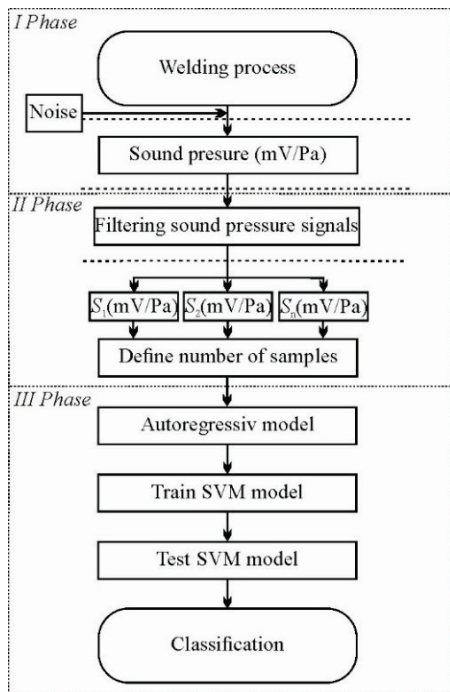 I Phase
Welding process
Noise
Sound presure (mV/Pa)
II Phase
Filtering sound pressure signals
S₁(mV/Pa) S₂(mV/Pa) Sₙ(mV/Pa)
Define number of samples
III Phase
Autoregressiv model
Train SVM model
Test SVM model
Classification